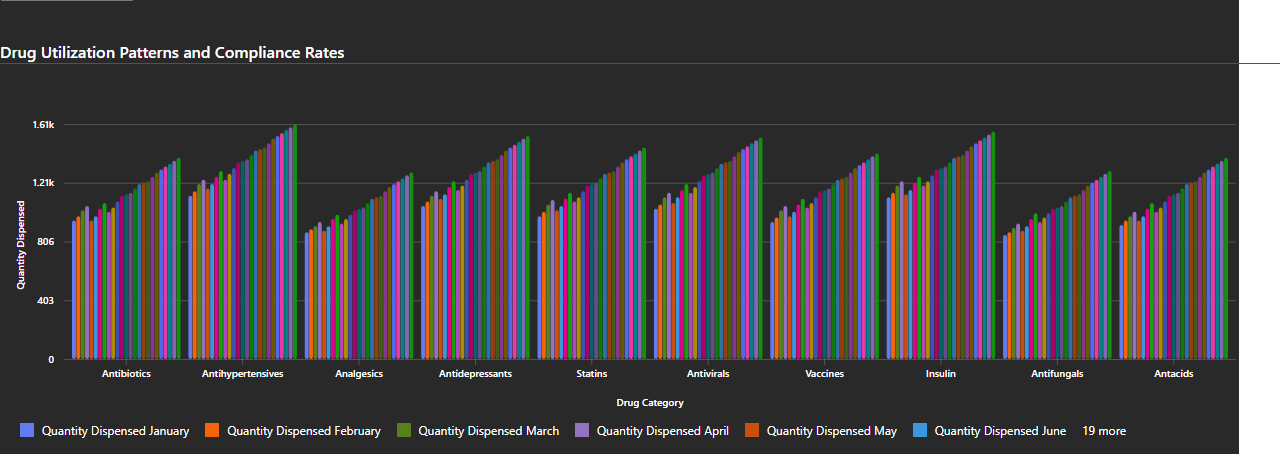 Drug Utilization Patterns and Compliance Rates
1.61k
1.21k
806
403
0
Quantity Dispensed
Antibiotics Antihypertensives Analgesics Antidepressants Statins Antivirals Vaccines Insulin Antifungals Antacids
Drug Category
Quantity Dispensed January Quantity Dispensed February Quantity Dispensed March Quantity Dispensed April Quantity Dispensed May Quantity Dispensed June 19 more